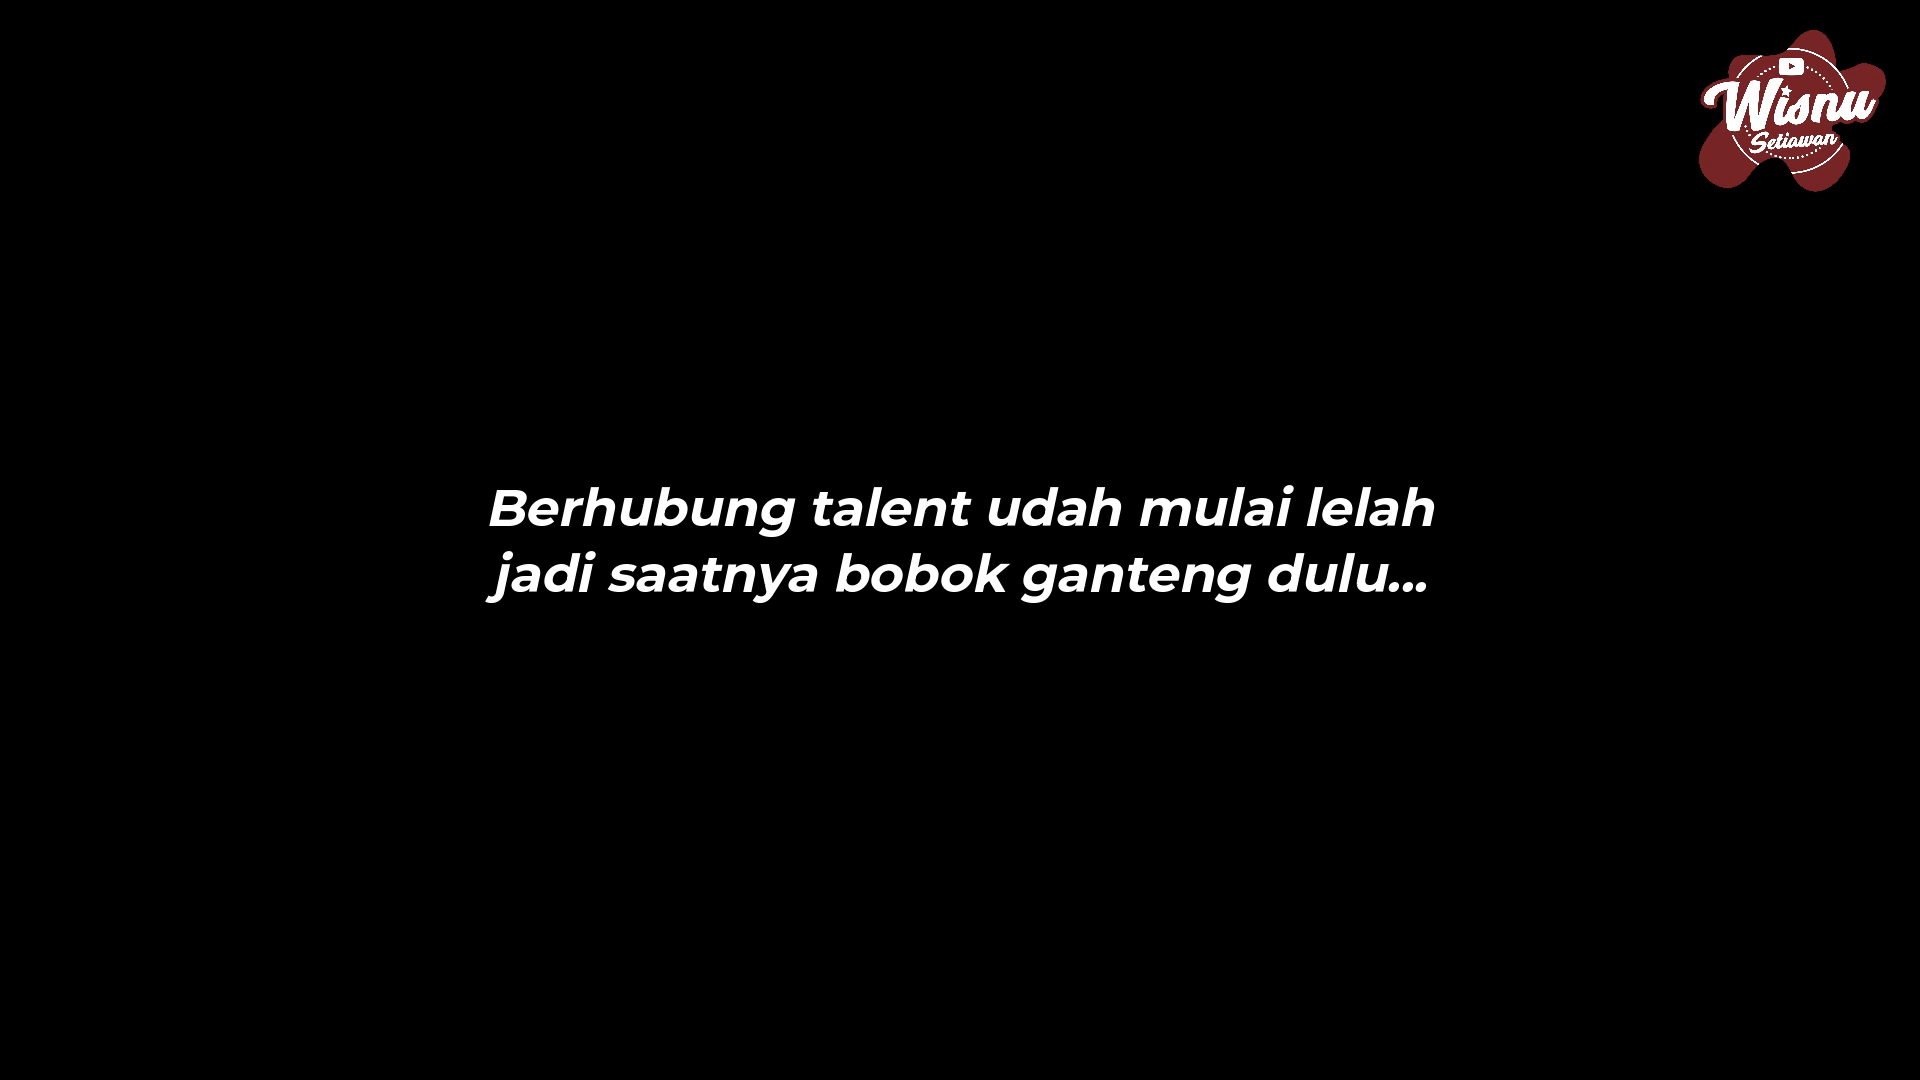 Wisnu
Setiawan
Berhubung talent udah mulai lelah
jadi saatnya bobok ganteng dulu...